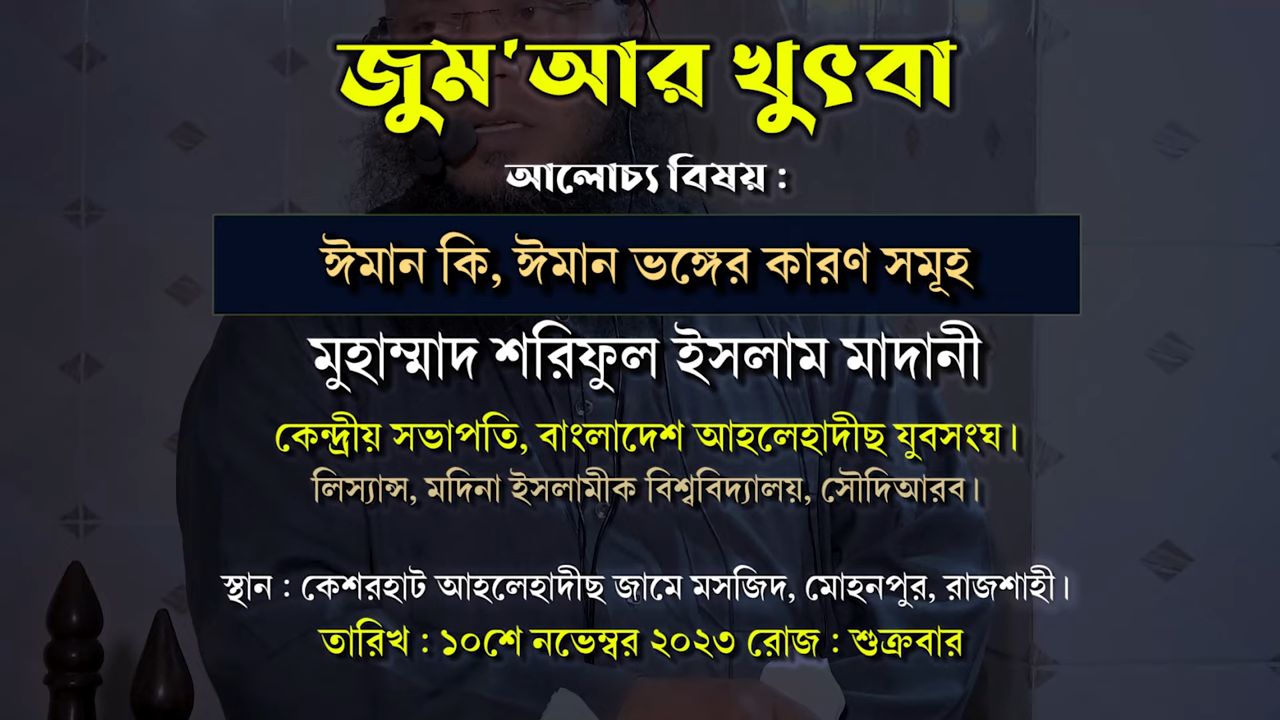 জুম'আর খুৎবা
আলোচ্য বিষয় :
ঈমান কি, ঈমান ভঙ্গের কারণ সমূহ
মুহাম্মাদ শরিফুল ইসলাম মাদানী
কেন্দ্রীয় সভাপতি, বাংলাদেশ আহলেহাদীছ যুবসংঘ।
লিস্যান্স, মদিনা ইসলামীক বিশ্ববিদ্যালয়, সৌদিআরব।
স্থান : কেশরহাট আহলেহাদীছ জামে মসজিদ, মোহনপুর, রাজশাহী।
তারিখ : ১০শে নভেম্বর ২০২৩ রোজ : শুক্রবার